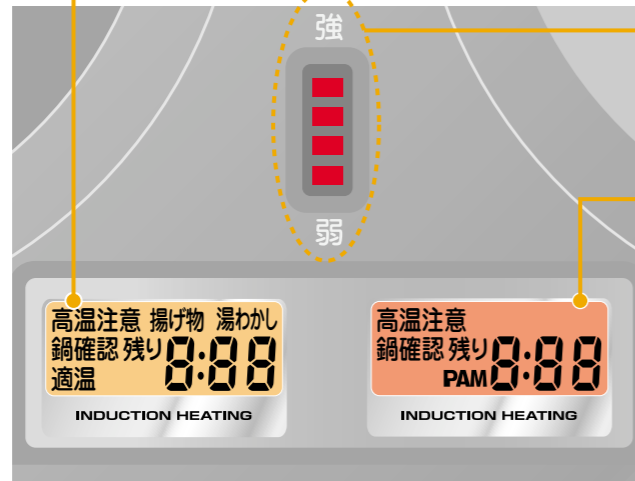 強
弱
高温注意 揚げ物 湯わかし
鍋確認 残り 8:88
適温
INDUCTION HEATING
高温注意
鍋確認 残り 8:88
PAM
INDUCTION HEATING